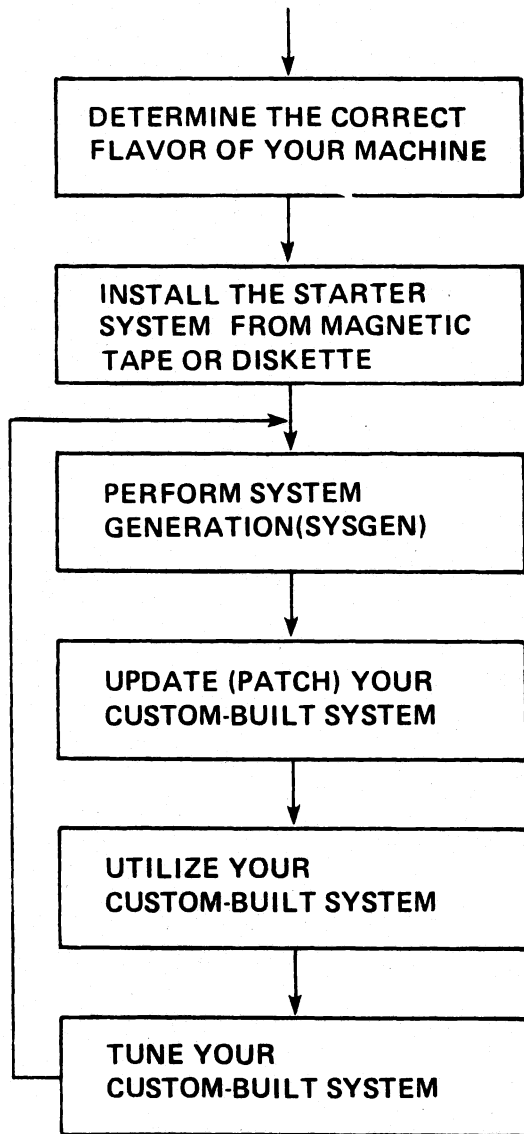 DETERMINE THE CORRECT
FLAVOR OF YOUR MACHINE
INSTALL THE STARTER
SYSTEM FROM MAGNETIC
TAPE OR DISKETTE
PERFORM SYSTEM
GENERATION(SYSGEN)
UPDATE (PATCH) YOUR
CUSTOM-BUILT SYSTEM
UTILIZE YOUR
CUSTOM-BUILT SYSTEM
TUNE YOUR
CUSTOM-BUILT SYSTEM